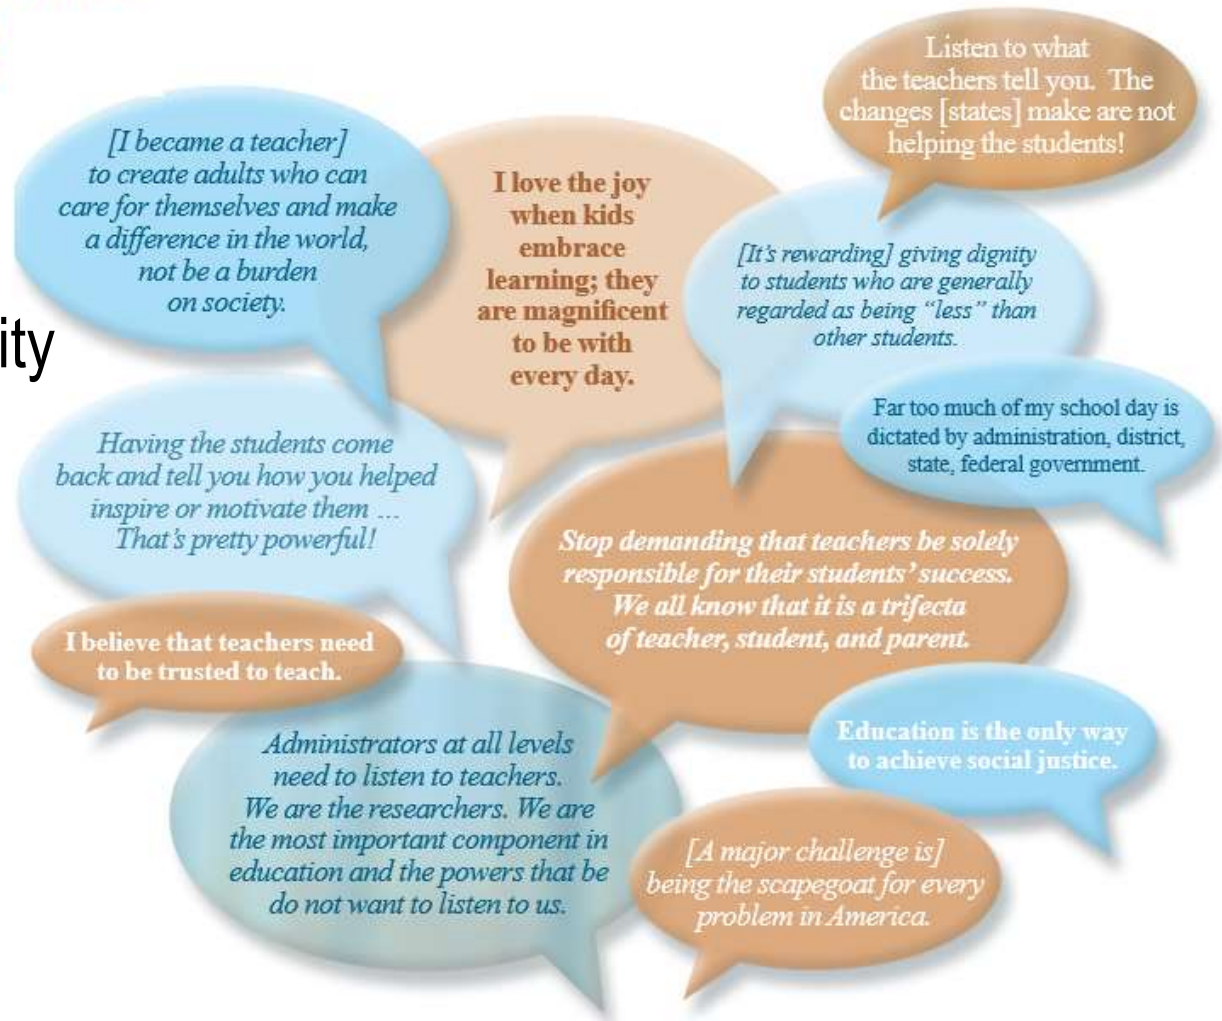 Listen to what
the teachers tell you. The
changes [states] make are not
helping the students!
[I became a teacher]
to create adults who can
care for themselves and make
a difference in the world,
not be a burden
on society.
I love the joy
when kids
embrace
learning; they
are magnificent
to be with
every day.
[It's rewarding] giving dignity
to students who are generally
regarded as being “less” than
other students.
ity
Far too much of my school day is
dictated by administration, district,
state, federal government.
Having the students come
back and tell you how you helped
inspire or motivate them ...
That's pretty powerful!
Stop demanding that teachers be solely
responsible for their students' success.
We all know that it is a trifecta
of teacher, student, and parent.
I believe that teachers need
to be trusted to teach.
Administrators at all levels
need to listen to teachers.
We are the researchers. We are
the most important component in
education and the powers that be
do not want to listen to us.
Education is the only way
to achieve social justice.
[A major challenge is]
being the scapegoat for every
problem in America.